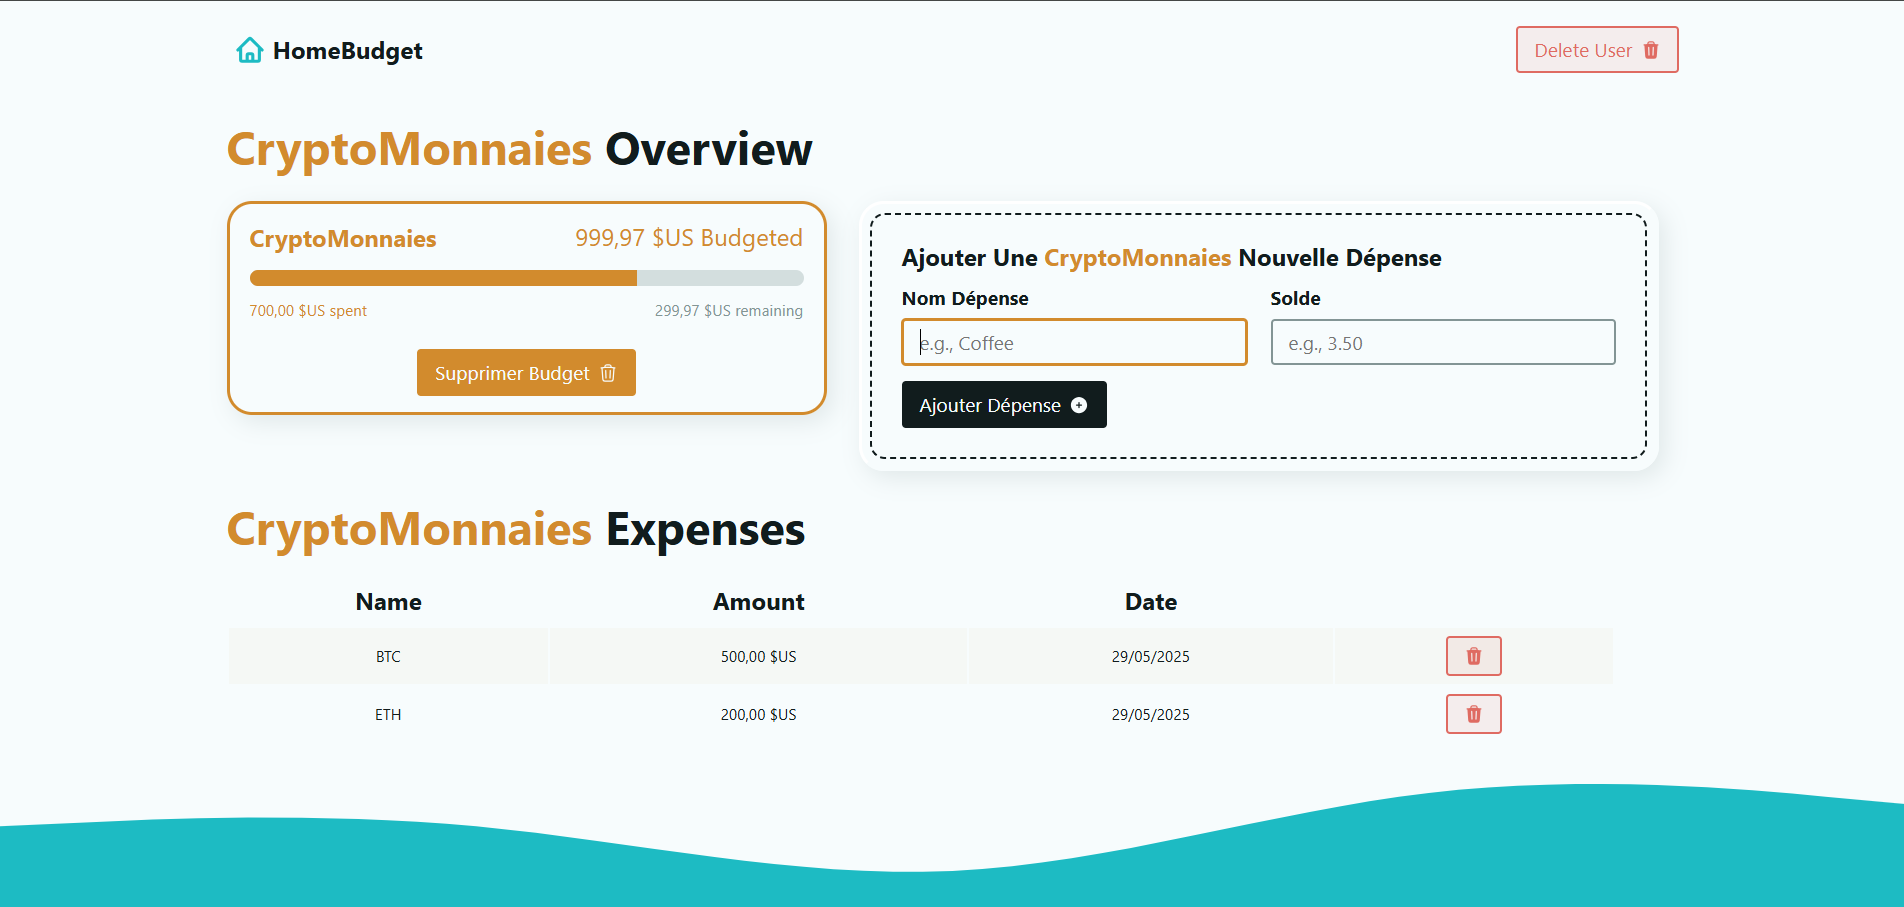 HomeBudget
Delete User
CryptoMonnaies Overview
CryptoMonnaies
999,97 $US Budgeted
700,00 $US spent
299,97 $US remaining
Supprimer Budget
Ajouter Une CryptoMonnaies Nouvelle Dépense
Nom Dépense
Solde
e.g., Coffee
e.g., 3.50
Ajouter Dépense
CryptoMonnaies Expenses
Name Amount Date
BTC 500,00 $US 29/05/2025
ETH 200,00 $US 29/05/2025